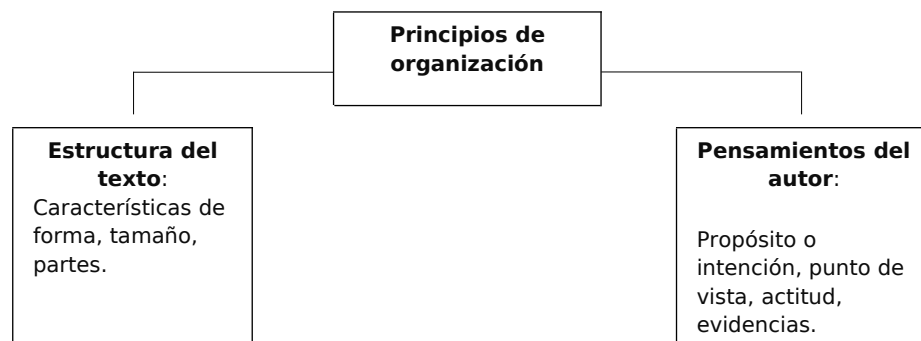 Principios de
organización
Estructura del
texto:
Características de
forma, tamaño,
partes.
Pensamientos del
autor:
Propósito o
intención, punto de
vista, actitud,
evidencias.